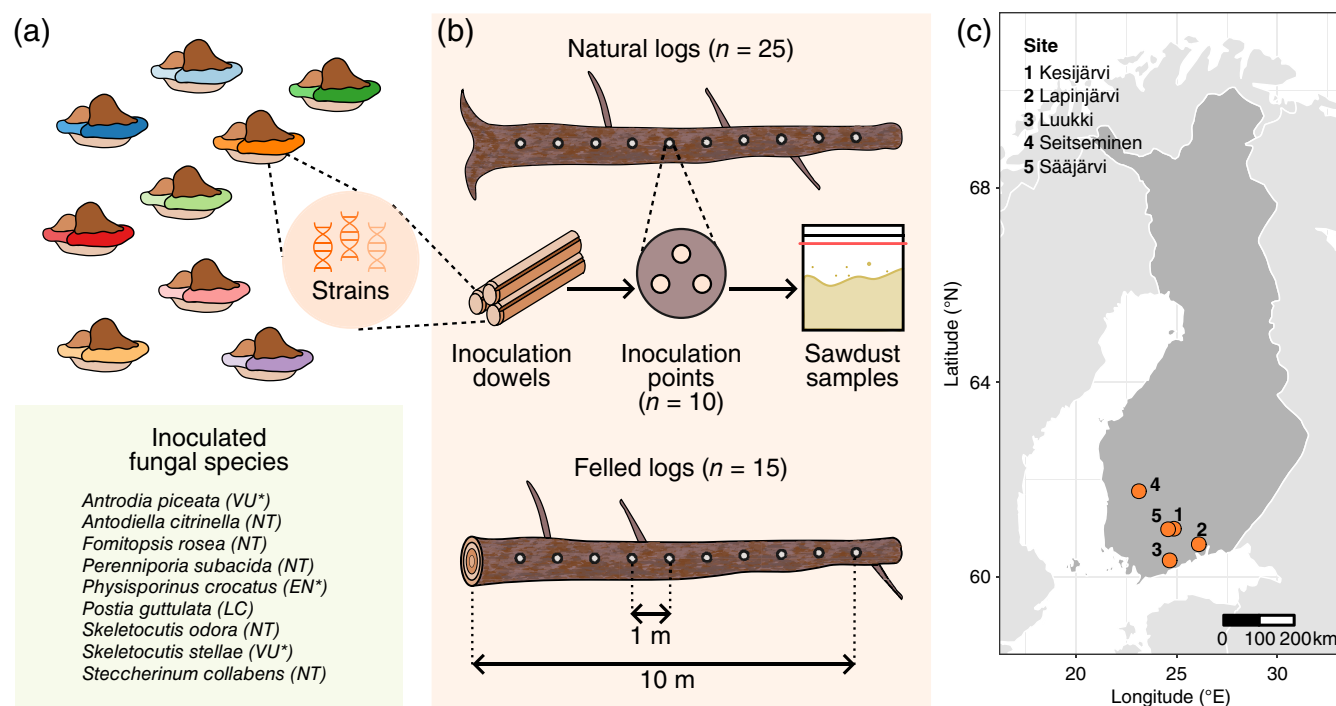 (a)
Strains
Inoculated
fungal species
Antrodia piceata (VU*)
Antodiella citrinella (NT)
Fomitopsis rosea (NT)
Perenniporia subacida (NT)
Physisporinus crocatus (EN*)
Postia guttulata (LC)
Skeletocutis odora (NT)
Skeletocutis stellae (VU*)
Steccherinum collabens (NT)
(b)
Natural logs (n = 25)
Inoculation
dowels
Inoculation
points
(n = 10)
Sawdust
samples
Felled logs (n = 15)
1 m
10 m
(c)
Site
1 Kesijärvi
2 Lapinjärvi
3 Luukki
4 Seitseminen
5 Sääjärvi
Latitude (°N)
68
64
60
4
5 1
2
3
0 100 200km
20 25 30
Longitude (°E)